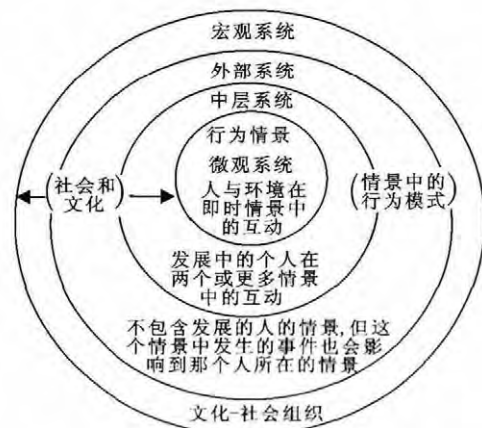 宏观系统
外部系统
中层系统
行为情景
微观系统
人与环境在
即时情景中
的互动
(社会和
文化)
(情景中的
行为模式)
发展中的个人在
两个或更多情景
中的互动
不包含发展的人的情景,但这
个情景中发生的事件也会影
响到那个人所在的情景
文化-社会组织